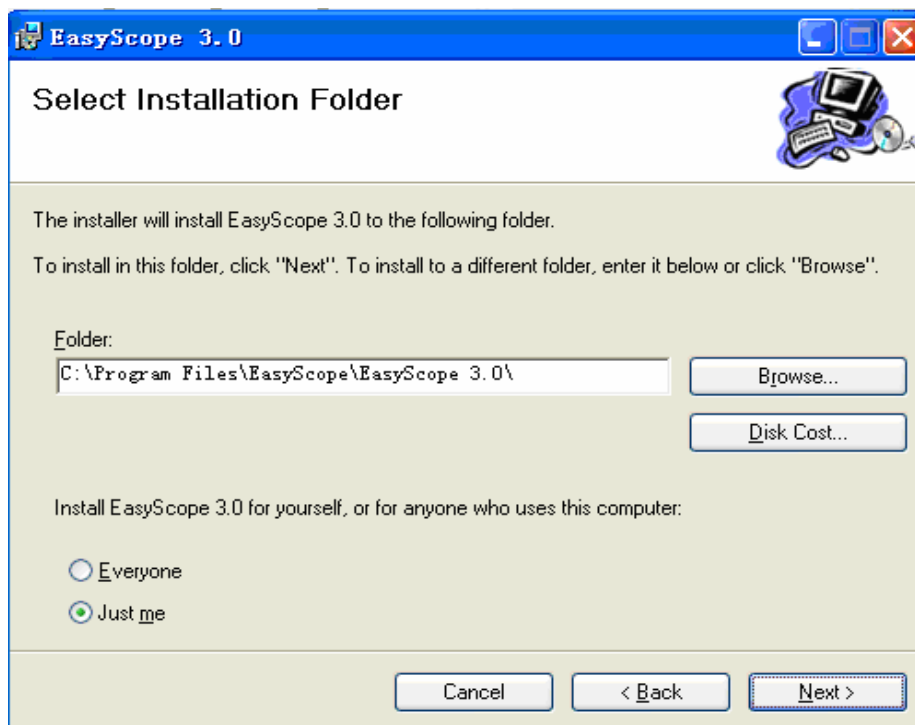 EasyScope 3.0
Select Installation Folder
The installer will install EasyScope 3.0 to the following folder.
To install in this folder, click "Next". To install to a different folder, enter it below or click "Browse".
Folder:
C:\Program Files\EasyScope\EasyScope 3.0\
Browse...
Disk Cost...
Install EasyScope 3.0 for yourself, or for anyone who uses this computer:
Everyone
Just me
Cancel
< Back
Next >